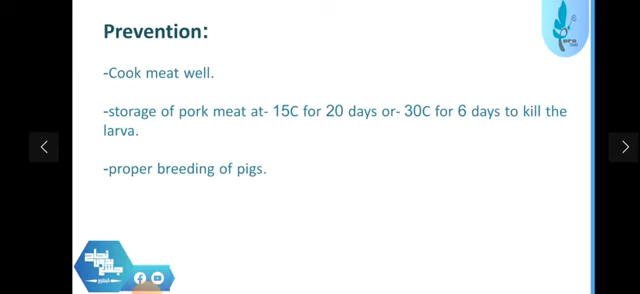 Prevention:
-Cook meat well.
-storage of pork meat at- 15C for 20 days or- 30C for 6 days to kill the
larva.
-proper breeding of pigs.